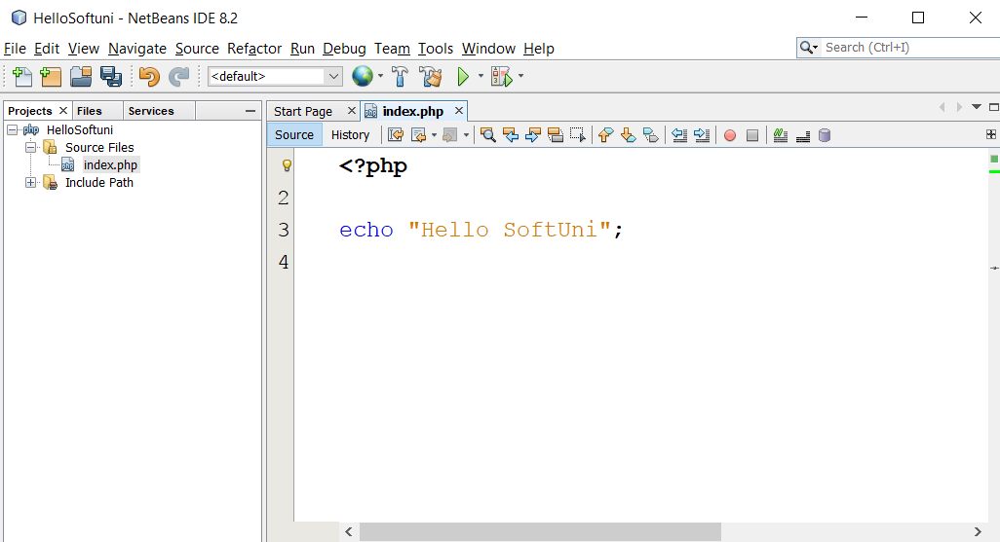 HelloSoftuni - NetBeans IDE 8.2
File Edit View Navigate Source Refactor Run Debug Team Tools Window Help
Search (Ctrl+I)
<default>
Projects Files Services
Start Page index.php
Source History
php HelloSoftuni
Source Files
index.php
Include Path
<?php
2
3 echo "Hello SoftUni";
4